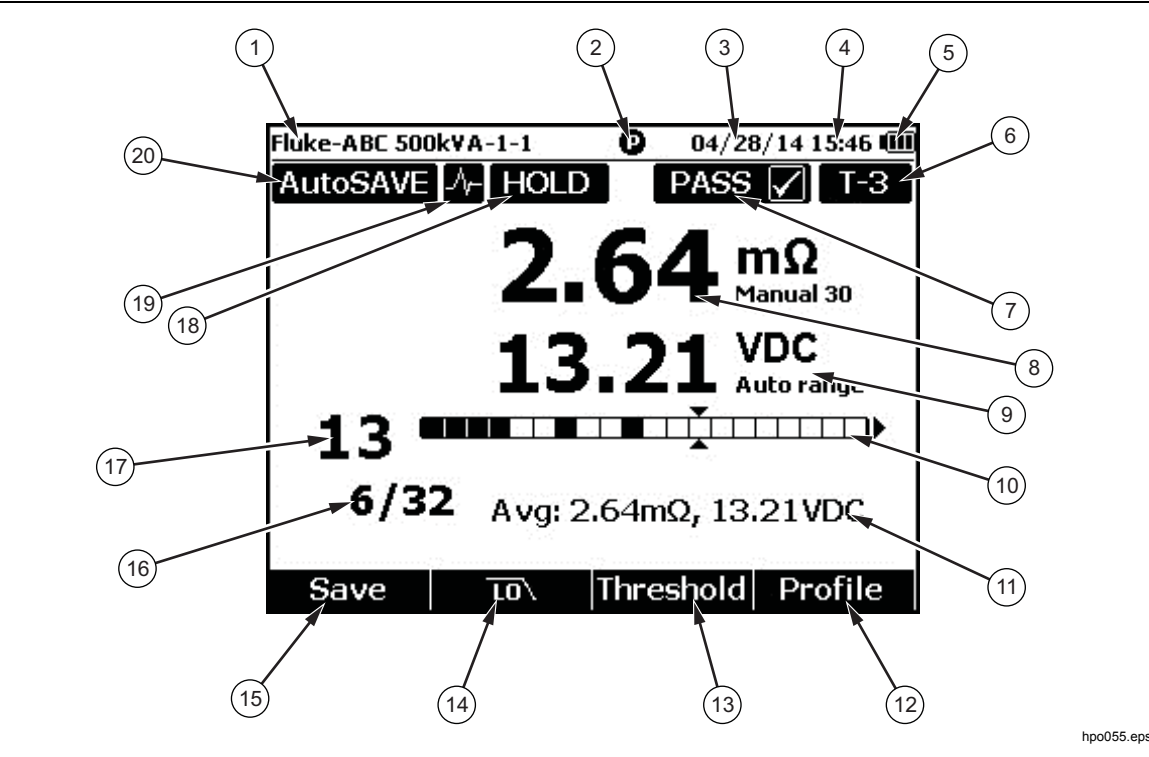 1 2 3 4 5
Fluke-ABC 500kVA-1-1 P 04/28/14 15:46
20 AutoSAVE HOLD PASS T-3 6
2.64 mΩ
Manual 30
19 18 7
13.21 VDC
Auto range
8
9
13
17 10
6/32 Avg: 2.64mΩ, 13.21VDC
16 11
Save LO Threshold Profile
15 14 13 12
hpo055.eps